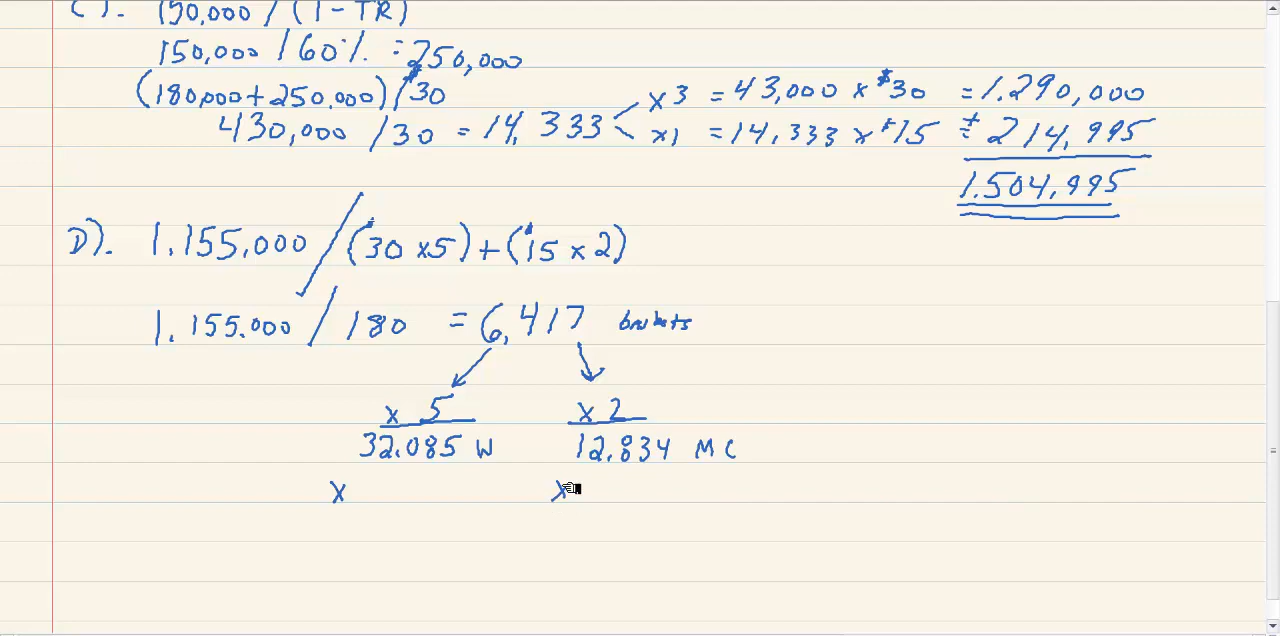 C). 150,000 / (1 - TR)
150,000 / 60% = 250,000
(180,000 + 250,000) / $30
430,000 / 30 = 14,333
x 3 = 43,000 x $30 = 1.290,000
x 1 = 14,333 x $15 = + 214,995
1.504,995
D). 1.155,000 / ($30 x 5) + ($15 x 2)
1.155.000 / 180 = 6,417 baskets
x 5 x 2
32.085 W 12.834 MC
x x